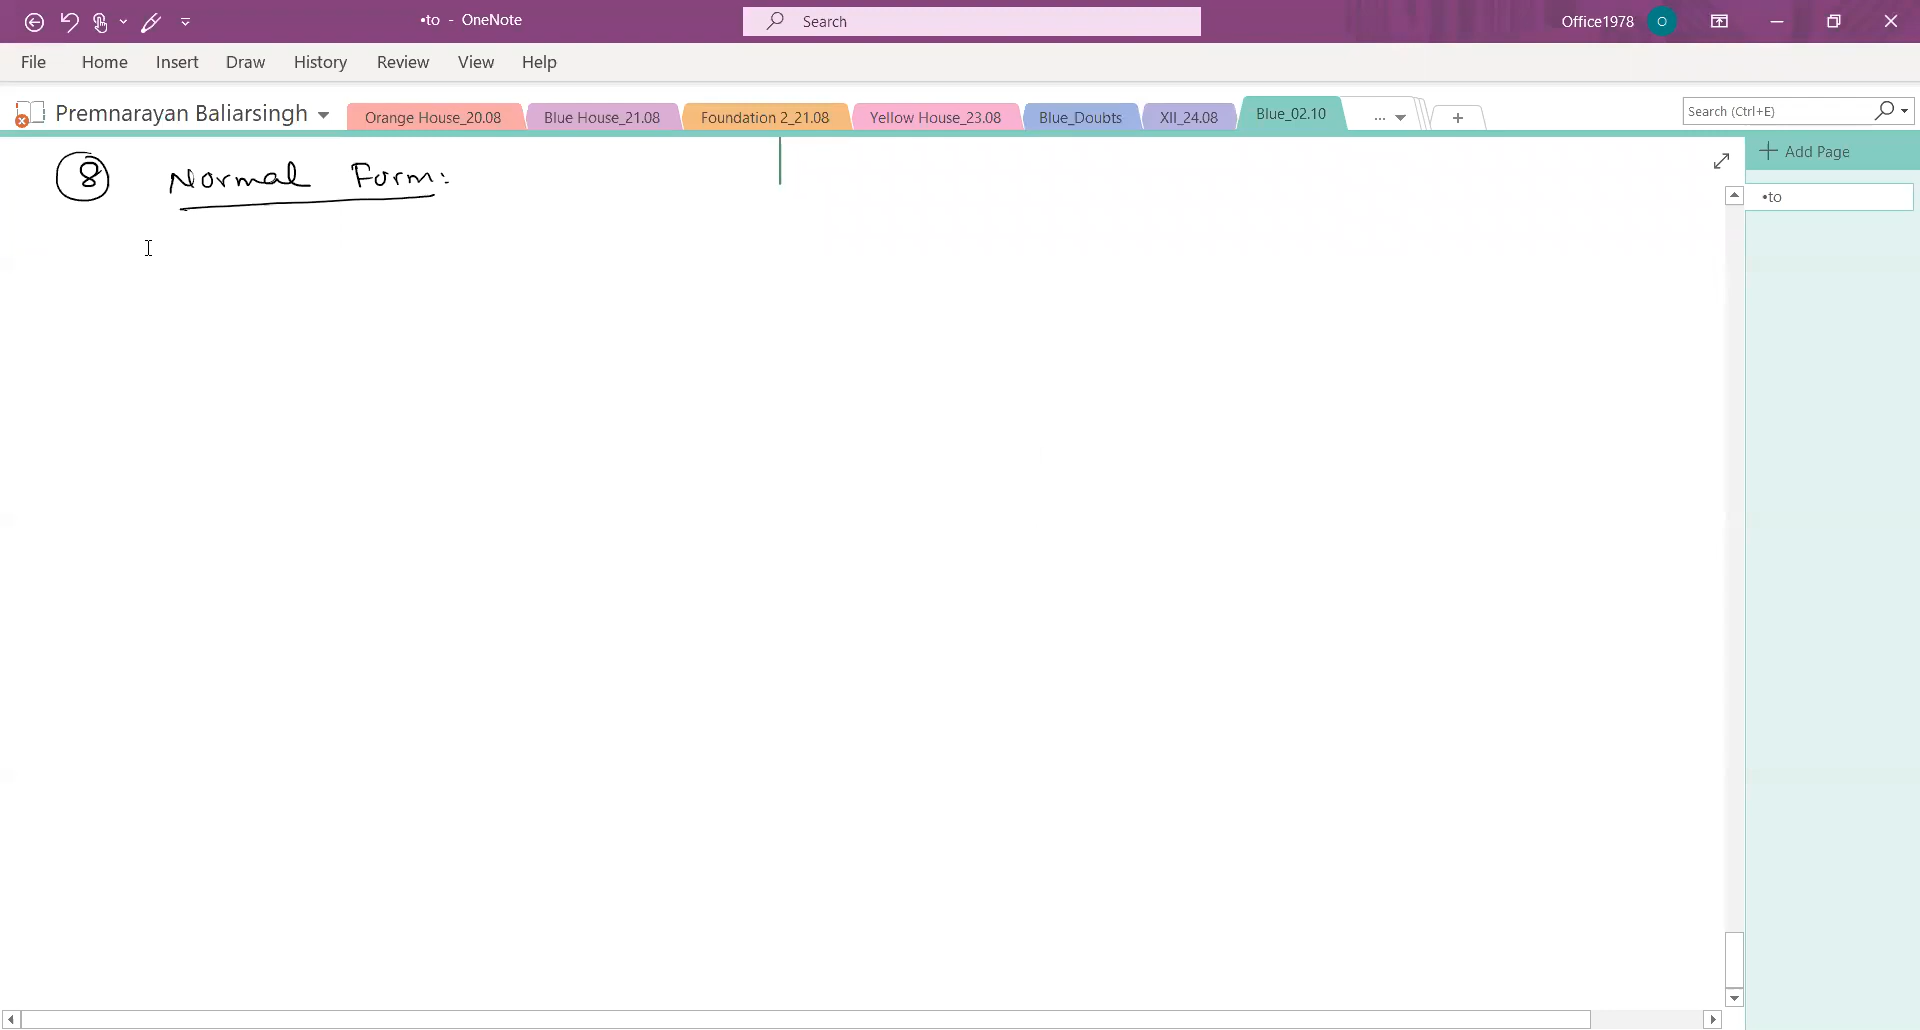 •to - OneNote
Search
Office1978
O
File Home Insert Draw History Review View Help
Premnarayan Baliarsingh
Orange House_20.08 Blue House_21.08 Foundation 2_21.08 Yellow House_23.08 Blue_Doubts XII_24.08 Blue_02.10 ... +
Search (Ctrl+E)
Add Page
•to
8 Normal Form: